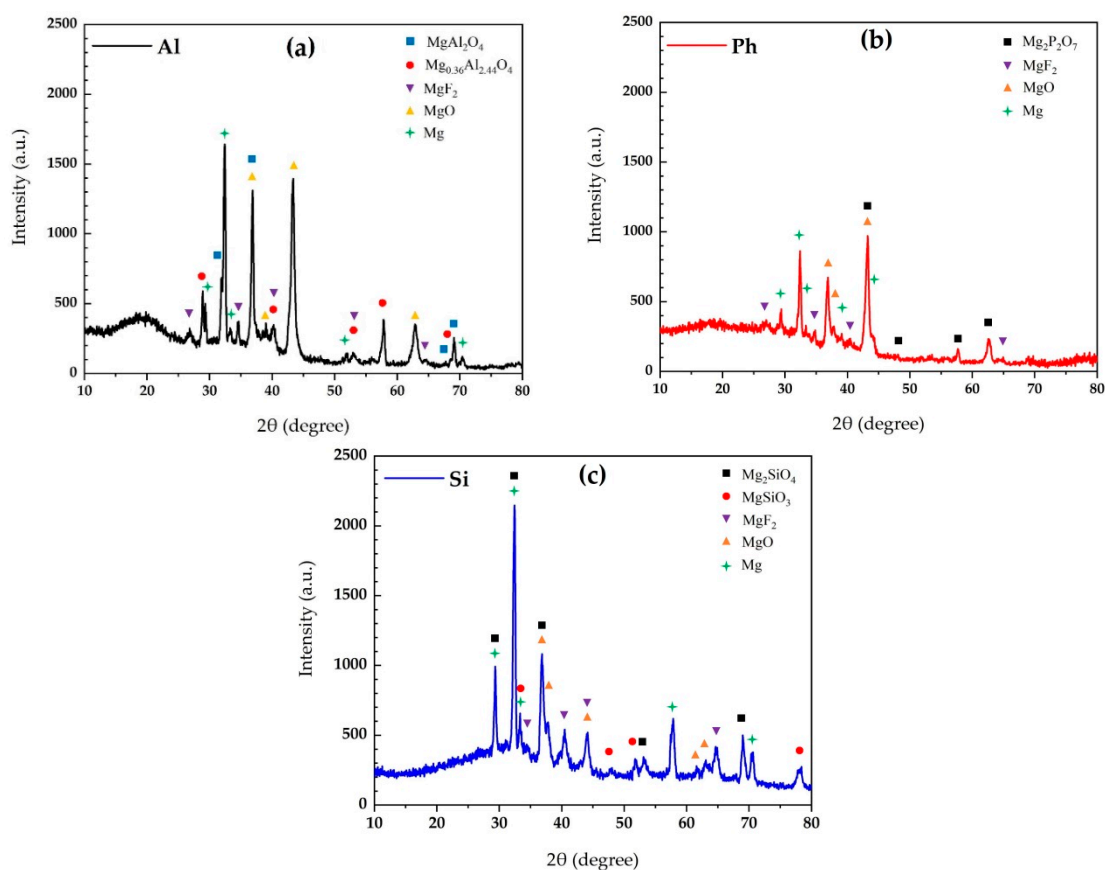 Al
(a)
MgAl₂O₄
Mg₀.₃₆Al₂.₄₄O₄
MgF₂
MgO
Mg
2500
2000
1500
1000
500
0
Intensity (a.u.)
10 20 30 40 50 60 70 80
2θ (degree)
Ph
(b)
Mg₂P₂O₇
MgF₂
MgO
Mg
2500
2000
1500
1000
500
0
Intensity (a.u.)
10 20 30 40 50 60 70 80
2θ (degree)
Si
(c)
Mg₂SiO₄
MgSiO₃
MgF₂
MgO
Mg
2500
2000
1500
1000
500
0
Intensity (a.u.)
10 20 30 40 50 60 70 80
2θ (degree)